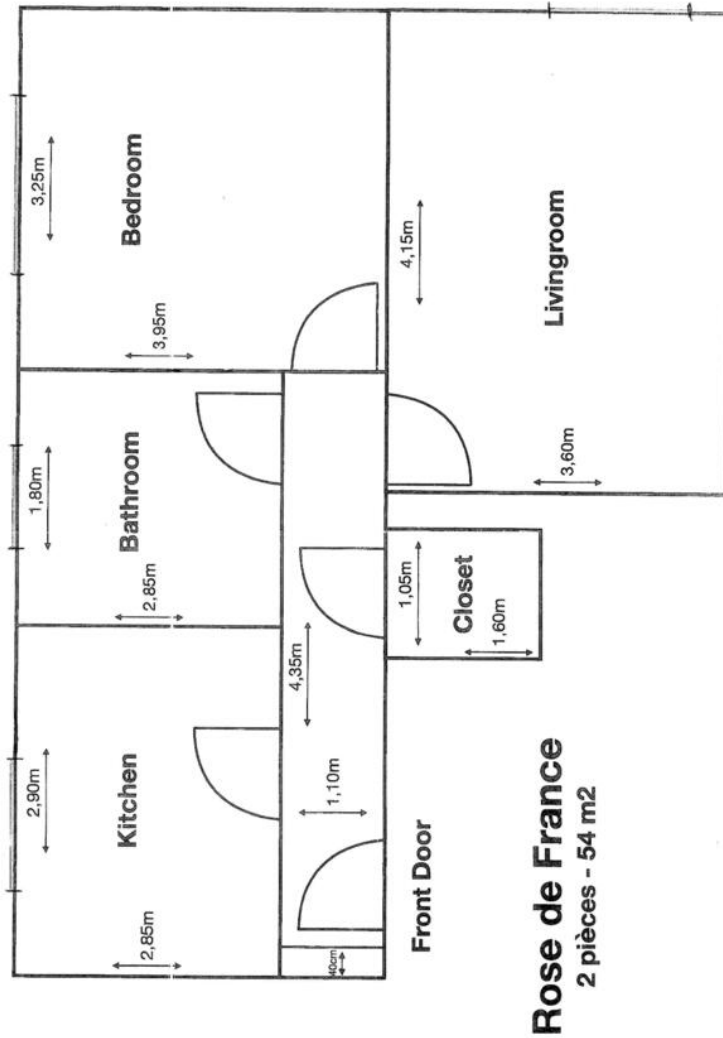 2,90m
1,80m
3,25m
Kitchen
Bathroom
Bedroom
2,85m
2,85m
3,95m
4,35m
40cm
1,10m
1,05m
4,15m
Front Door
Closet
1,60m
Livingroom
3,60m
Rose de France
2 pièces - 54 m2